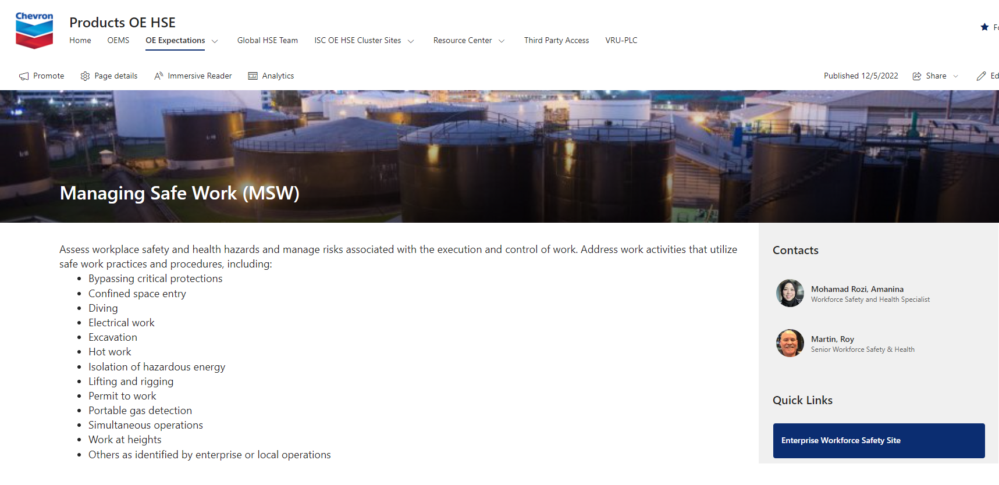 Chevron
Products OE HSE
Home OEMS OE Expectations Global HSE Team ISC OE HSE Cluster Sites Resource Center Third Party Access VRU-PLC
Promote Page details Immersive Reader Analytics Published 12/5/2022 Share
Managing Safe Work (MSW)
Assess workplace safety and health hazards and manage risks associated with the execution and control of work. Address work activities that utilize
safe work practices and procedures, including:
• Bypassing critical protections
• Confined space entry
• Diving
• Electrical work
• Excavation
• Hot work
• Isolation of hazardous energy
• Lifting and rigging
• Permit to work
• Portable gas detection
• Simultaneous operations
• Work at heights
• Others as identified by enterprise or local operations
Contacts
Mohamad Rozi, Amanina
Workforce Safety and Health Specialist
Martin, Roy
Senior Workforce Safety & Health
Quick Links
Enterprise Workforce Safety Site